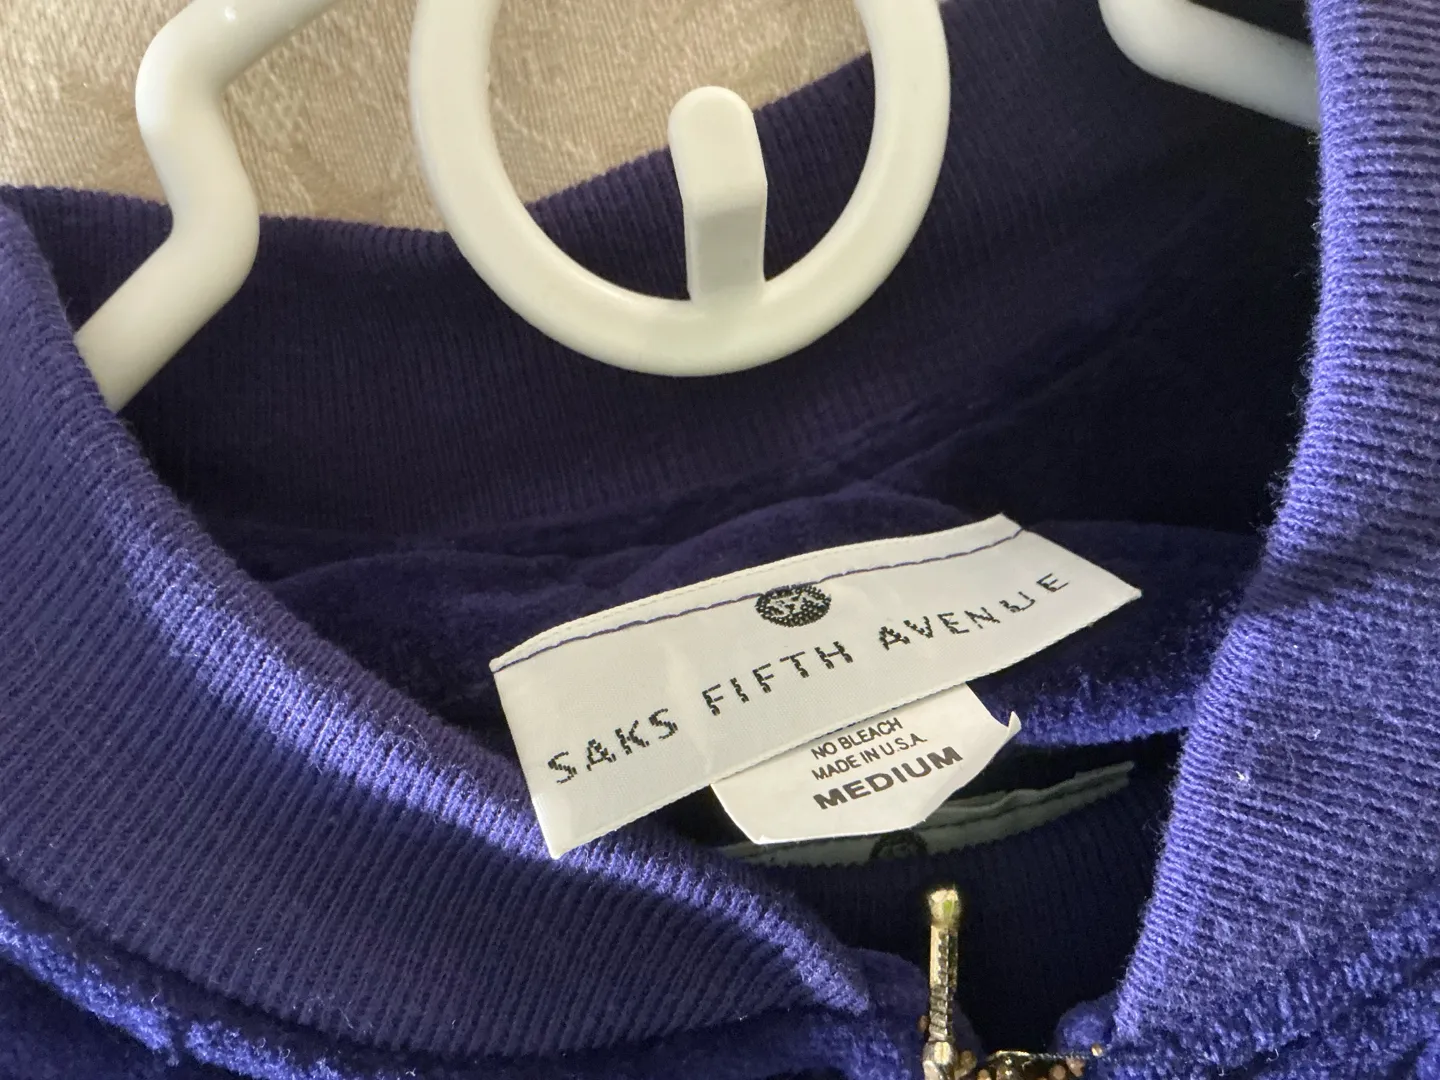 SAKS FIFTH AVENUE
NO BLEACH
MADE IN U.S.A.
MEDIUM